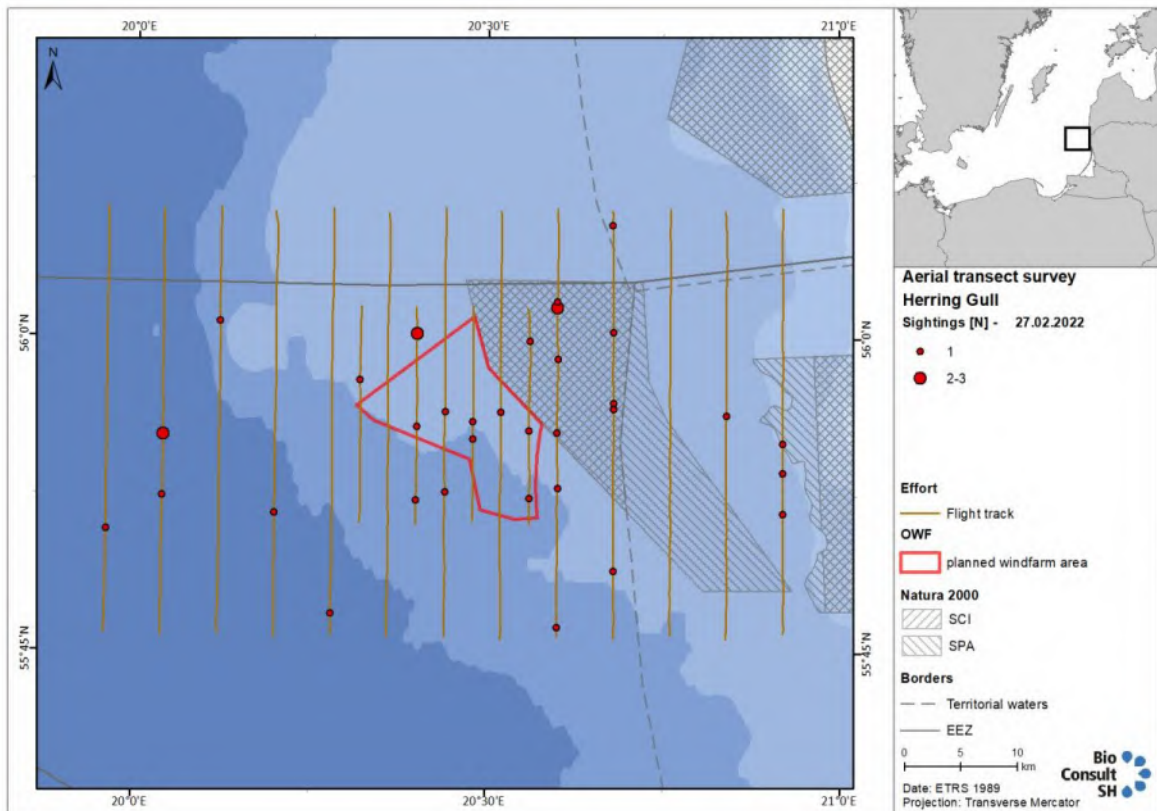 20°0'E
20°30'E
21°0'E
N
56°0'N
56°0'N
55°45'N
55°45'N
20°0'E
20°30'E
21°0'E
Aerial transect survey
Herring Gull
Sightings [N] - 27.02.2022
1
2-3
Effort
Flight track
OWF
planned windfarm area
Natura 2000
SCI
SPA
Borders
Territorial waters
EEZ
0 5 10
km
Bio
Consult
SH
Date: ETRS 1989
Projection: Transverse Mercator